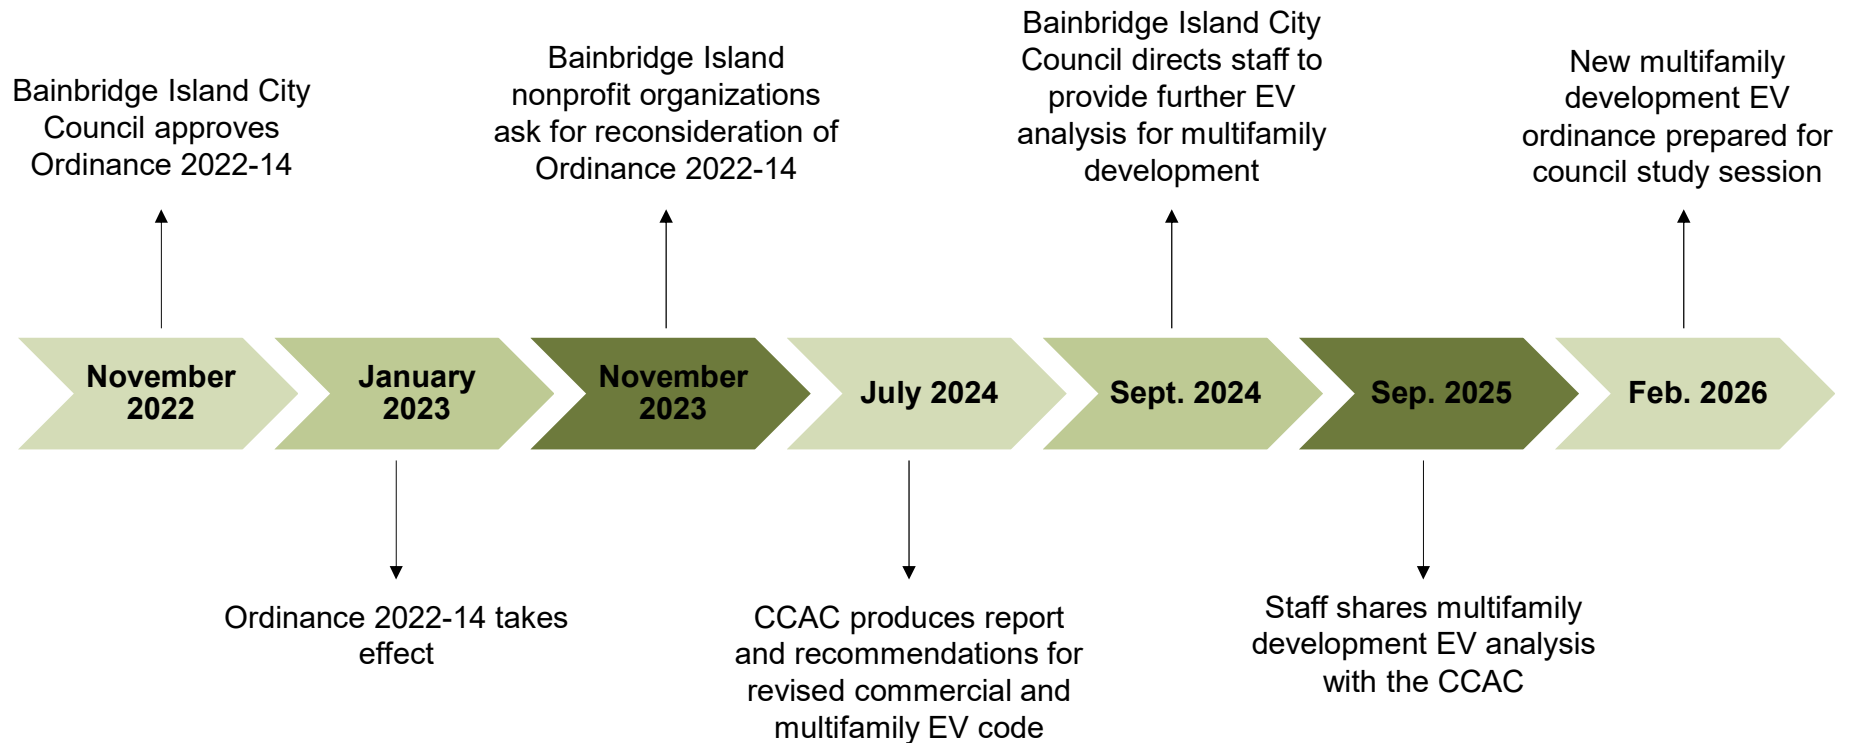 Bainbridge Island City
Council approves
Ordinance 2022-14
Bainbridge Island
nonprofit organizations
ask for reconsideration of
Ordinance 2022-14
Bainbridge Island City
Council directs staff to
provide further EV
analysis for multifamily
development
New multifamily
development EV
ordinance prepared for
council study session
November
2022
January
2023
November
2023
July 2024
Sept. 2024
Sep. 2025
Feb. 2026
Ordinance 2022-14 takes
effect
CCAC produces report
and recommendations for
revised commercial and
multifamily EV code
Staff shares multifamily
development EV analysis
with the CCAC